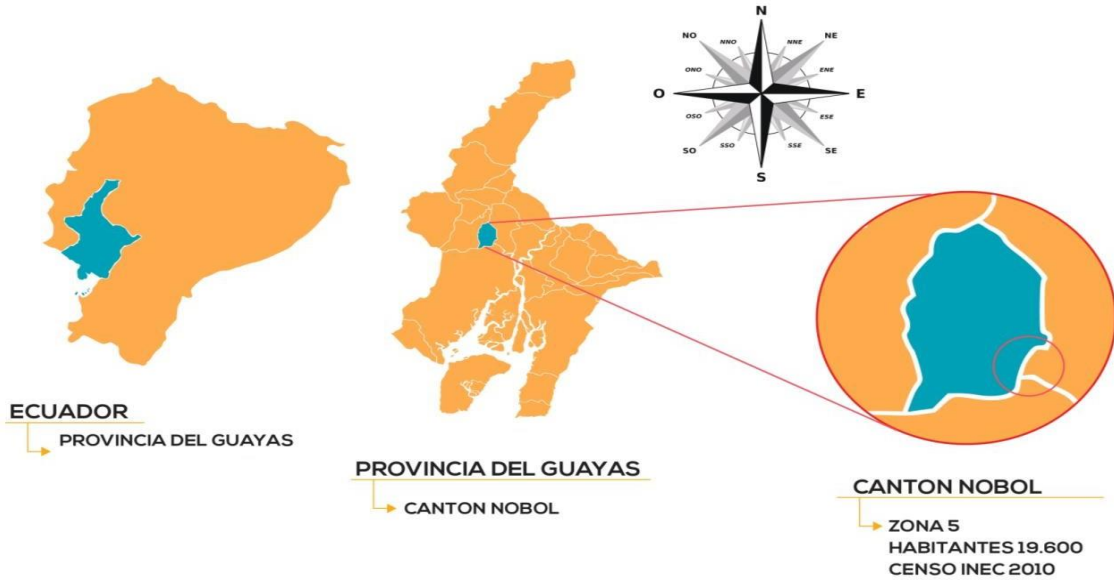 N
NO
NNO
NNE
NE
ONO
ENE
O
E
OSO
ESE
SO
SSO
SSE
SE
S
ECUADOR
PROVINCIA DEL GUAYAS
PROVINCIA DEL GUAYAS
CANTON NOBOL
CANTON NOBOL
ZONA 5
HABITANTES 19.600
CENSO INEC 2010